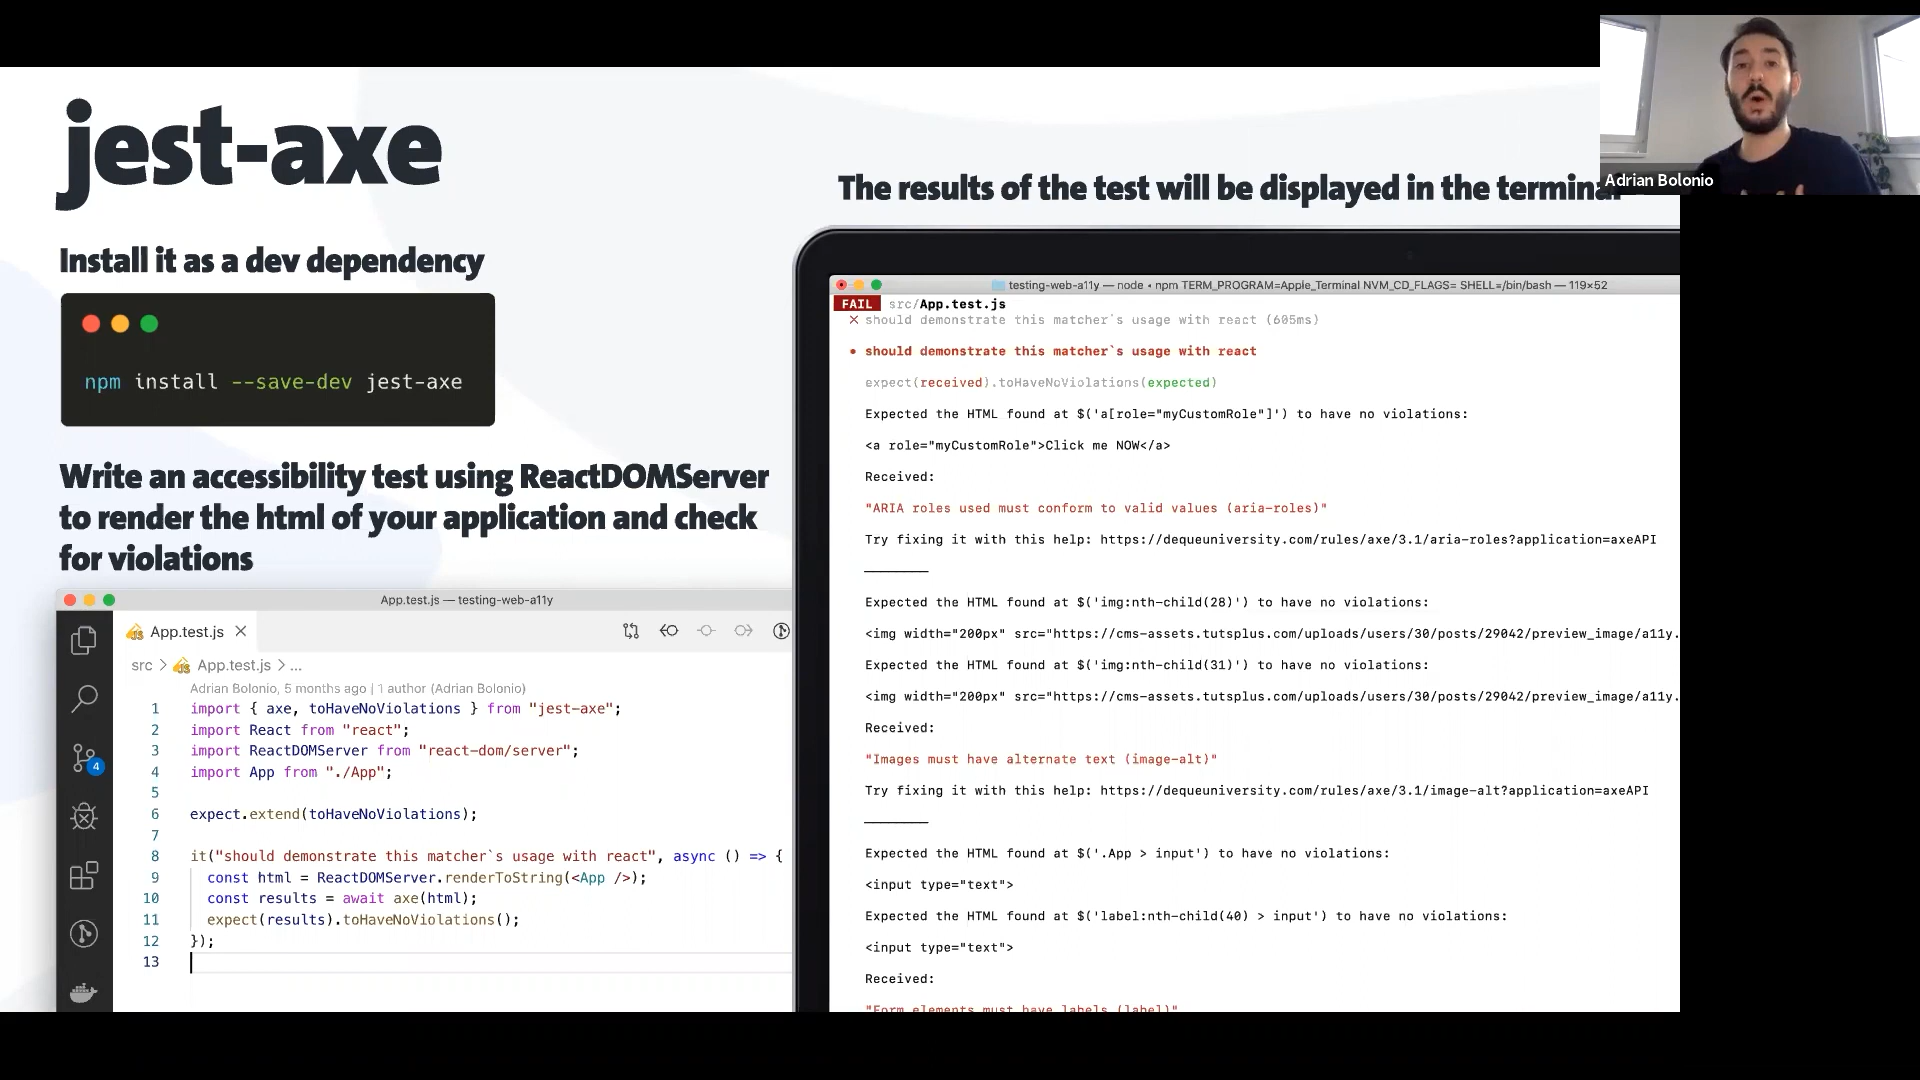 jest-axe
Install it as a dev dependency
npm install --save-dev jest-axe
Write an accessibility test using ReactDOMServer
to render the html of your application and check
for violations
App.test.js — testing-web-a11y
App.test.js
src > App.test.js > ...
Adrian Bolonio, 5 months ago | 1 author (Adrian Bolonio)
1 import { axe, toHaveNoViolations } from "jest-axe";
2 import React from "react";
3 import ReactDOMServer from "react-dom/server";
4 import App from "./App";
5
6 expect.extend(toHaveNoViolations);
7
8 it("should demonstrate this matcher`s usage with react", async () => {
9 const html = ReactDOMServer.renderToString(<App />);
10 const results = await axe(html);
11 expect(results).toHaveNoViolations();
12 });
13
4
The results of the test will be displayed in the terminal
testing-web-a11y — node • npm TERM_PROGRAM=Apple_Terminal NVM_CD_FLAGS= SHELL=/bin/bash — 119×52
FAIL src/App.test.js
✕ should demonstrate this matcher`s usage with react (605ms)
• should demonstrate this matcher`s usage with react
expect(received).toHaveNoViolations(expected)
Expected the HTML found at $('a[role="myCustomRole"]') to have no violations:
<a role="myCustomRole">Click me NOW</a>
Received:
"ARIA roles used must conform to valid values (aria-roles)"
Try fixing it with this help: https://dequeuniversity.com/rules/axe/3.1/aria-roles?application=axeAPI
Expected the HTML found at $('img:nth-child(28)') to have no violations:
<img width="200px" src="https://cms-assets.tutsplus.com/uploads/users/30/posts/29042/preview_image/a11y.
Expected the HTML found at $('img:nth-child(31)') to have no violations:
<img width="200px" src="https://cms-assets.tutsplus.com/uploads/users/30/posts/29042/preview_image/a11y.
Received:
"Images must have alternate text (image-alt)"
Try fixing it with this help: https://dequeuniversity.com/rules/axe/3.1/image-alt?application=axeAPI
Expected the HTML found at $('.App > input') to have no violations:
<input type="text">
Expected the HTML found at $('label:nth-child(40) > input') to have no violations:
<input type="text">
Received:
"Form elements must have labels (label)"
Adrian Bolonio